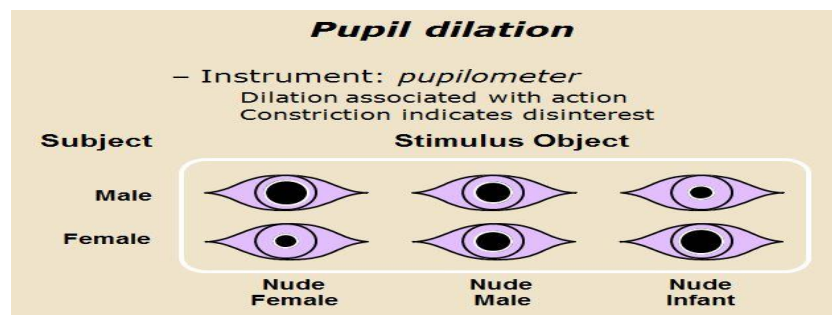 Pupil dilation
– Instrument: pupilometer
Dilation associated with action
Constriction indicates disinterest
Subject Stimulus Object
Male
Female
Nude Female
Nude Male
Nude Infant